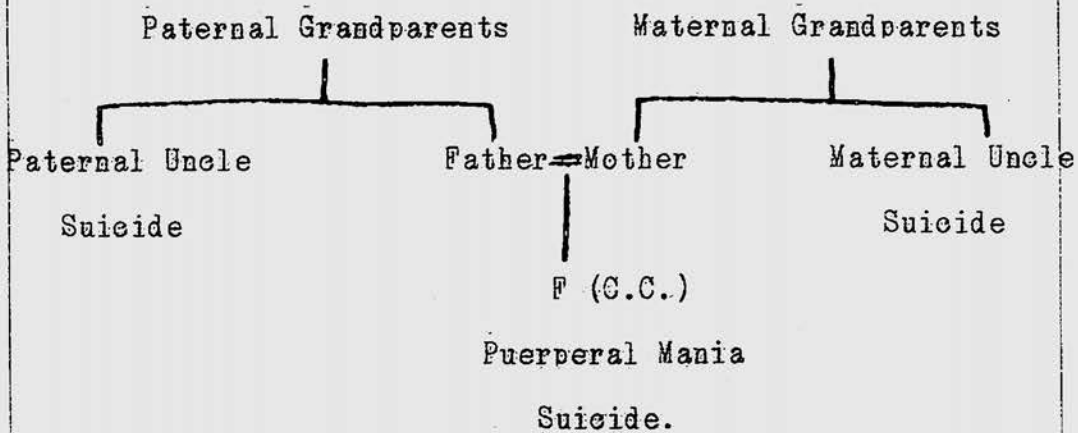 Paternal Grandparents Maternal Grandparents
Paternal Uncle Father=Mother Maternal Uncle
Suicide Suicide
F (C.C.)
Puerperal Mania
Suicide.